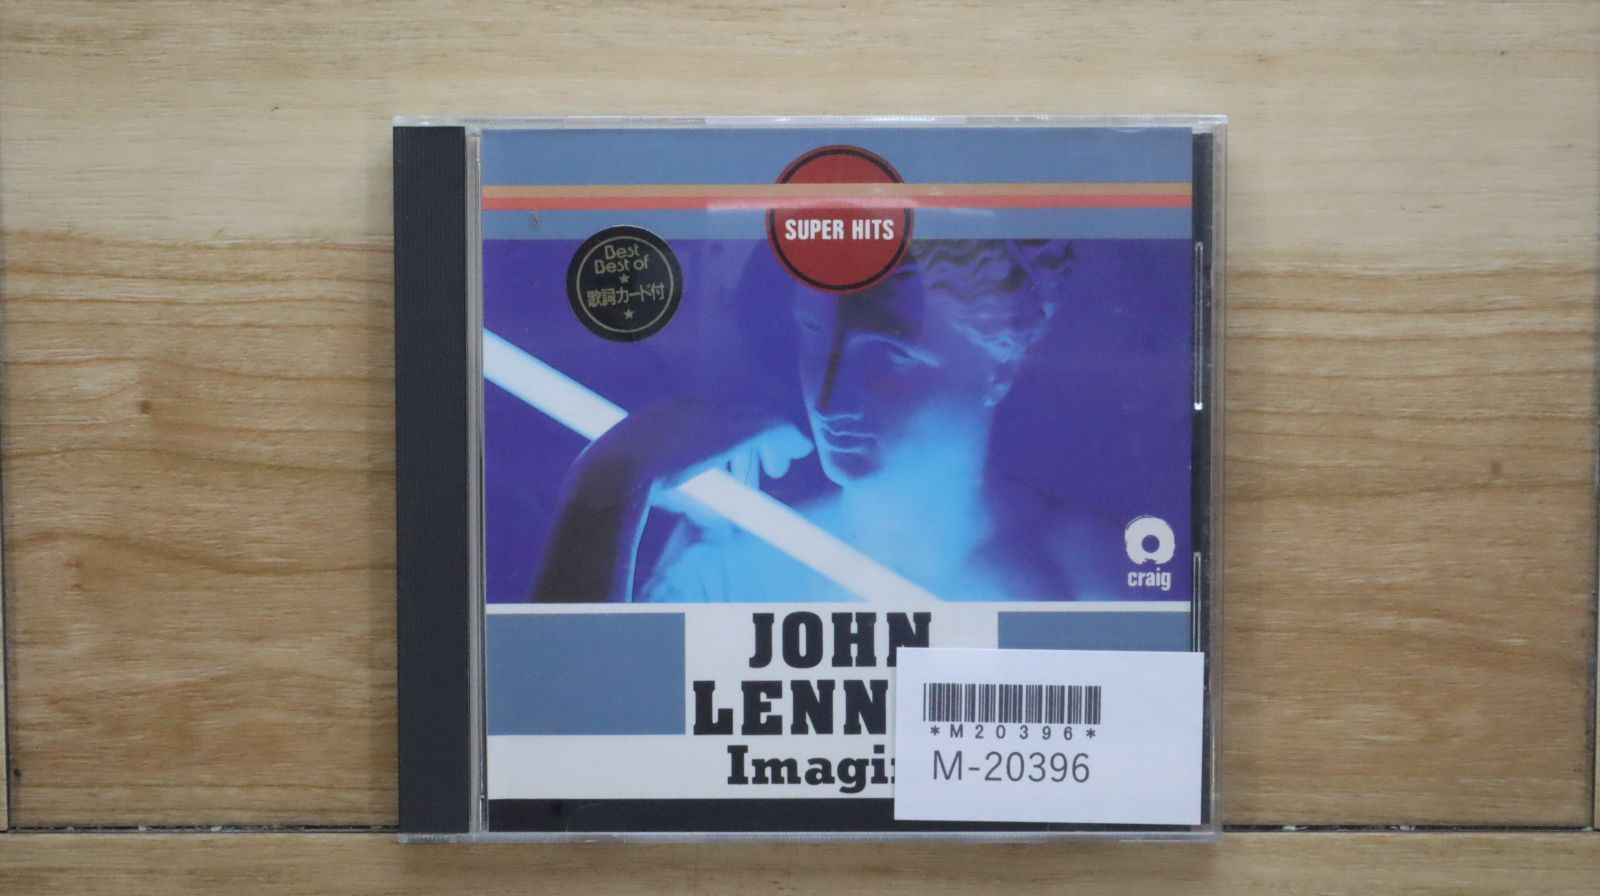 SUPER HITS
Best
Best of
歌詞カード付
craig
JOHN
LENN
Imagi
*M20396*
M-20396